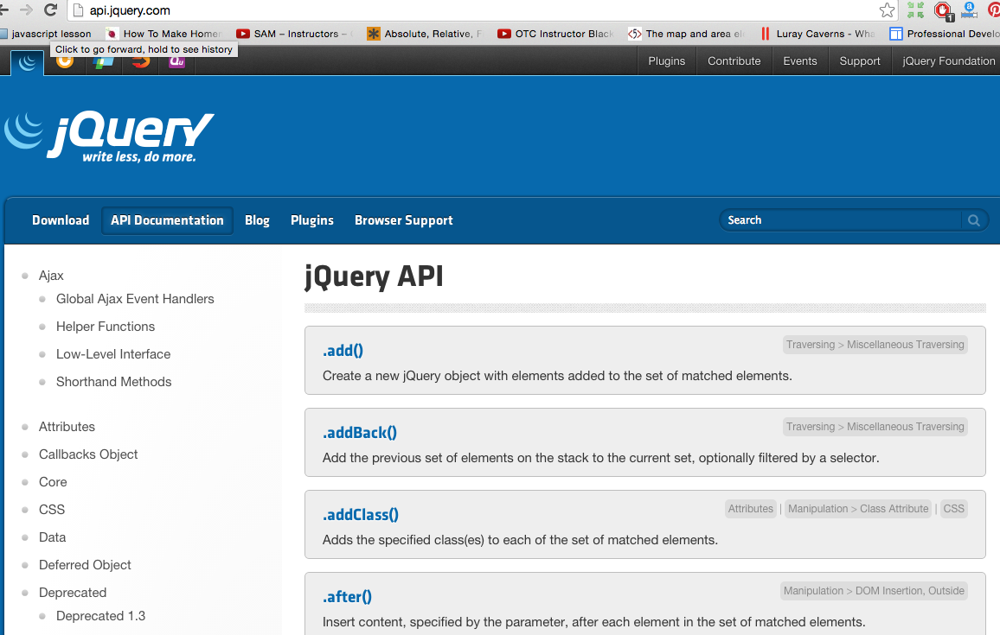 api.jquery.com
1
javascript lesson How To Make Home SAM – Instructors – Absolute, Relative, F OTC Instructor Black The map and area ele Luray Caverns - Wha Professional Develo
Click to go forward, hold to see history
Plugins Contribute Events Support jQuery Foundation
jQuery
write less, do more.
Download API Documentation Blog Plugins Browser Support Search
Ajax
Global Ajax Event Handlers
Helper Functions
Low-Level Interface
Shorthand Methods
Attributes
Callbacks Object
Core
CSS
Data
Deferred Object
Deprecated
Deprecated 1.3
jQuery API
.add() Traversing > Miscellaneous Traversing
Create a new jQuery object with elements added to the set of matched elements.
.addBack() Traversing > Miscellaneous Traversing
Add the previous set of elements on the stack to the current set, optionally filtered by a selector.
.addClass() Attributes | Manipulation > Class Attribute | CSS
Adds the specified class(es) to each of the set of matched elements.
.after() Manipulation > DOM Insertion, Outside
Insert content, specified by the parameter, after each element in the set of matched elements.